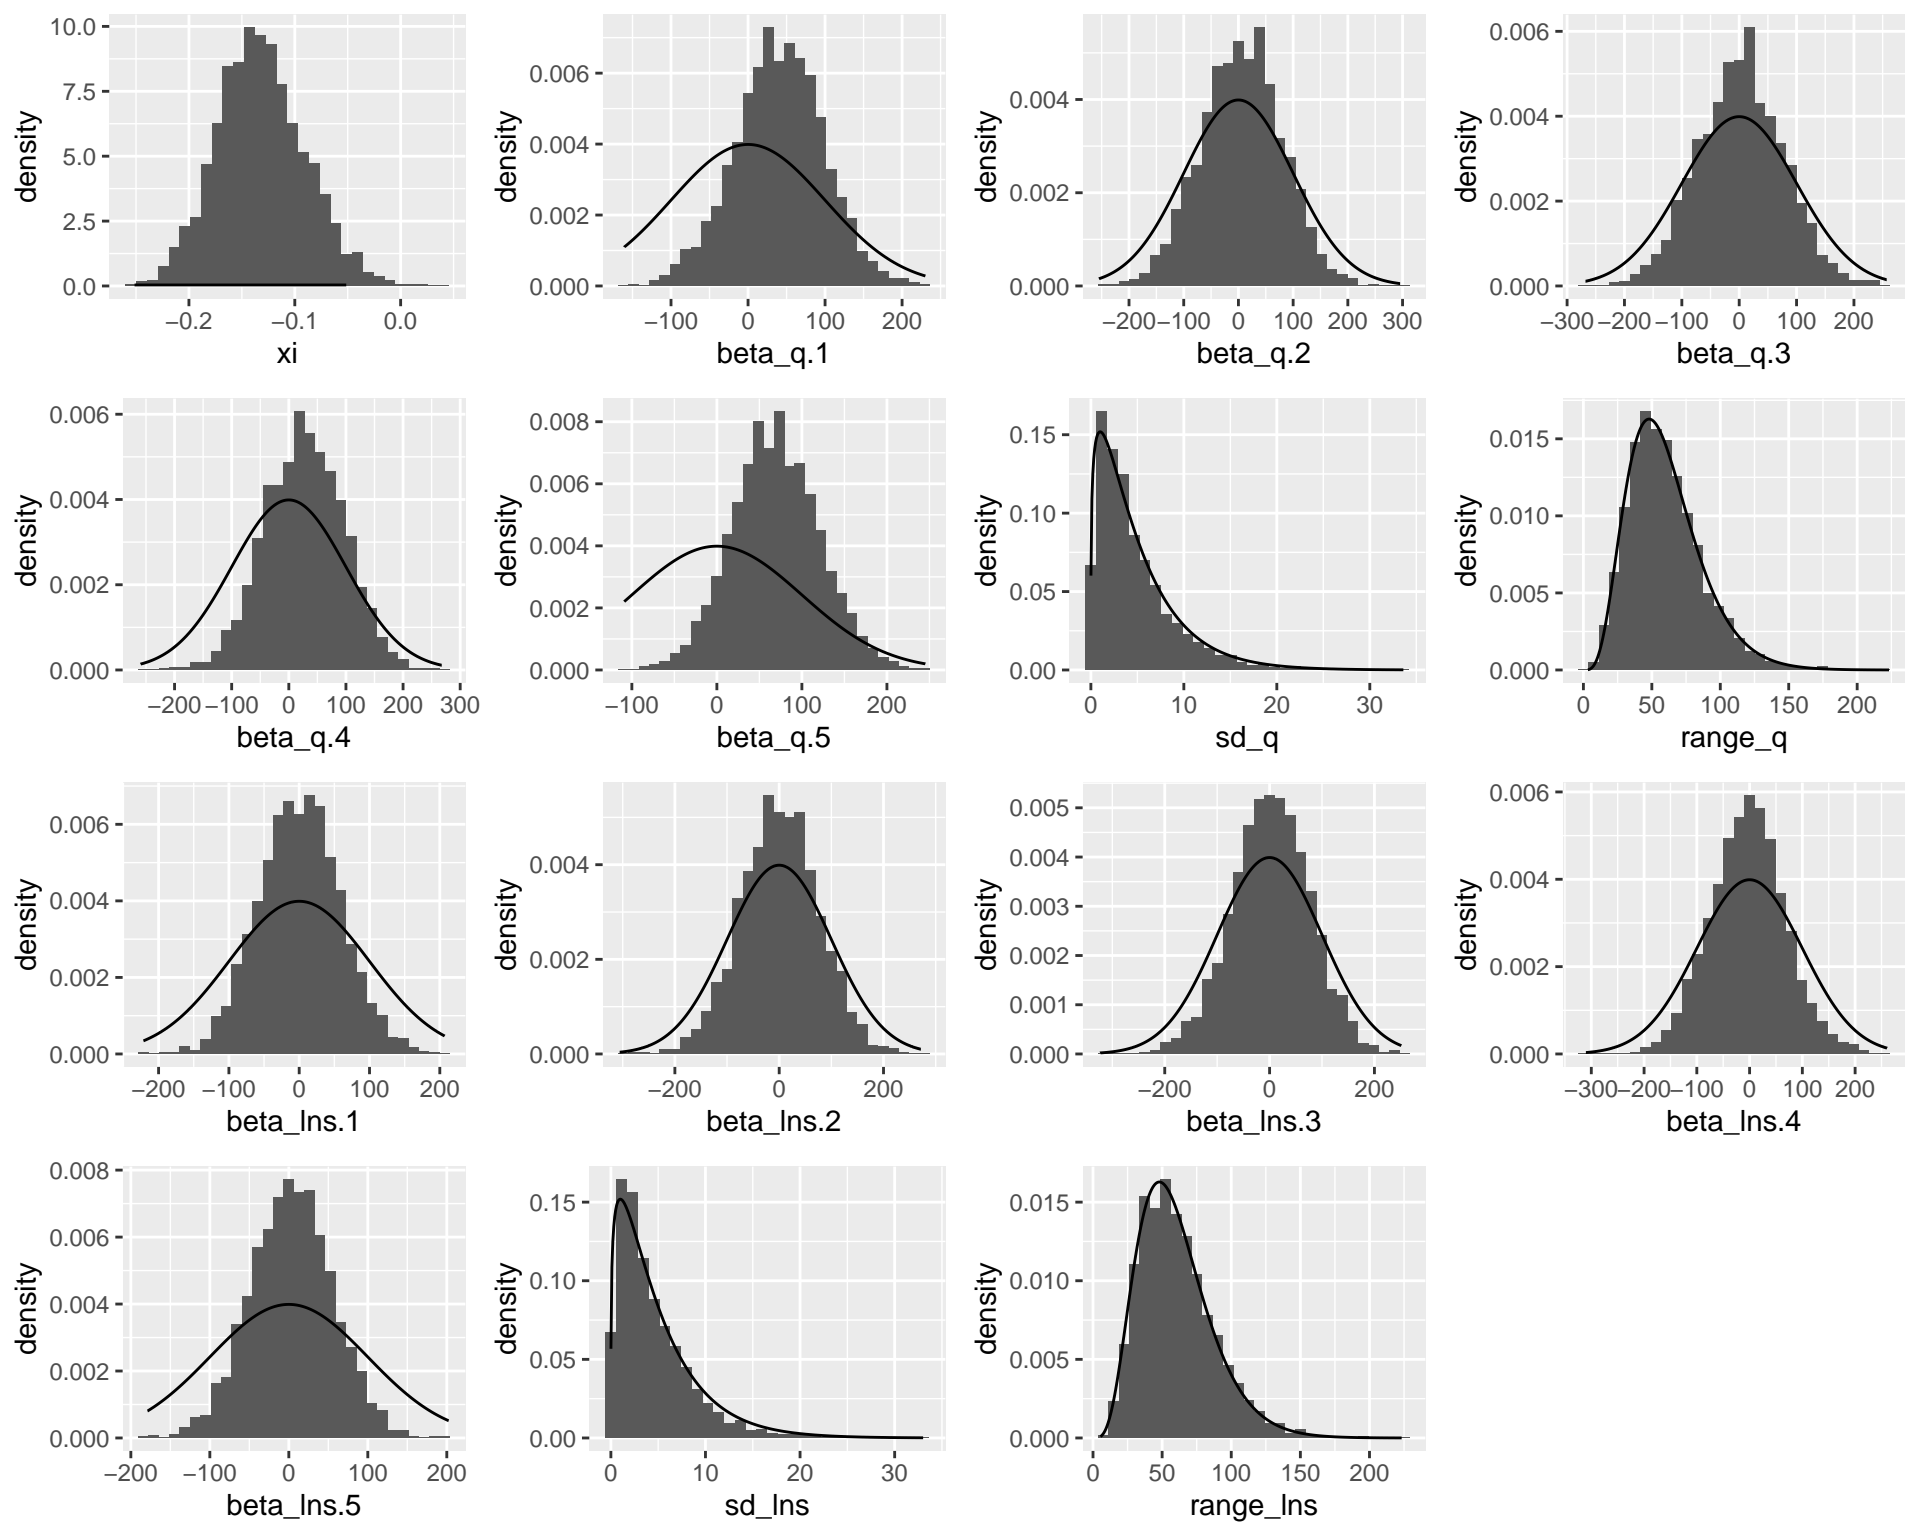 density
10.0
7.5
5.0
2.5
0.0
−0.2 −0.1 0.0
xi
density
0.006
0.004
0.002
0.000
−100 0 100 200
beta_q.1
density
0.004
0.002
0.000
−200 −100 0 100 200 300
beta_q.2
density
0.006
0.004
0.002
0.000
−300 −200 −100 0 100 200
beta_q.3
density
0.006
0.004
0.002
0.000
−200 −100 0 100 200 300
beta_q.4
density
0.008
0.006
0.004
0.002
0.000
−100 0 100 200
beta_q.5
density
0.15
0.10
0.05
0.00
0 10 20 30
sd_q
density
0.015
0.010
0.005
0.000
0 50 100 150 200
range_q
density
0.006
0.004
0.002
0.000
−200 −100 0 100 200
beta_lns.1
density
0.004
0.002
0.000
−200 0 200
beta_lns.2
density
0.005
0.004
0.003
0.002
0.001
0.000
−200 0 200
beta_lns.3
density
0.006
0.004
0.002
0.000
−300 −200 −100 0 100 200
beta_lns.4
density
0.008
0.006
0.004
0.002
0.000
−200 −100 0 100 200
beta_lns.5
density
0.15
0.10
0.05
0.00
0 10 20 30
sd_lns
density
0.015
0.010
0.005
0.000
0 50 100 150 200
range_lns